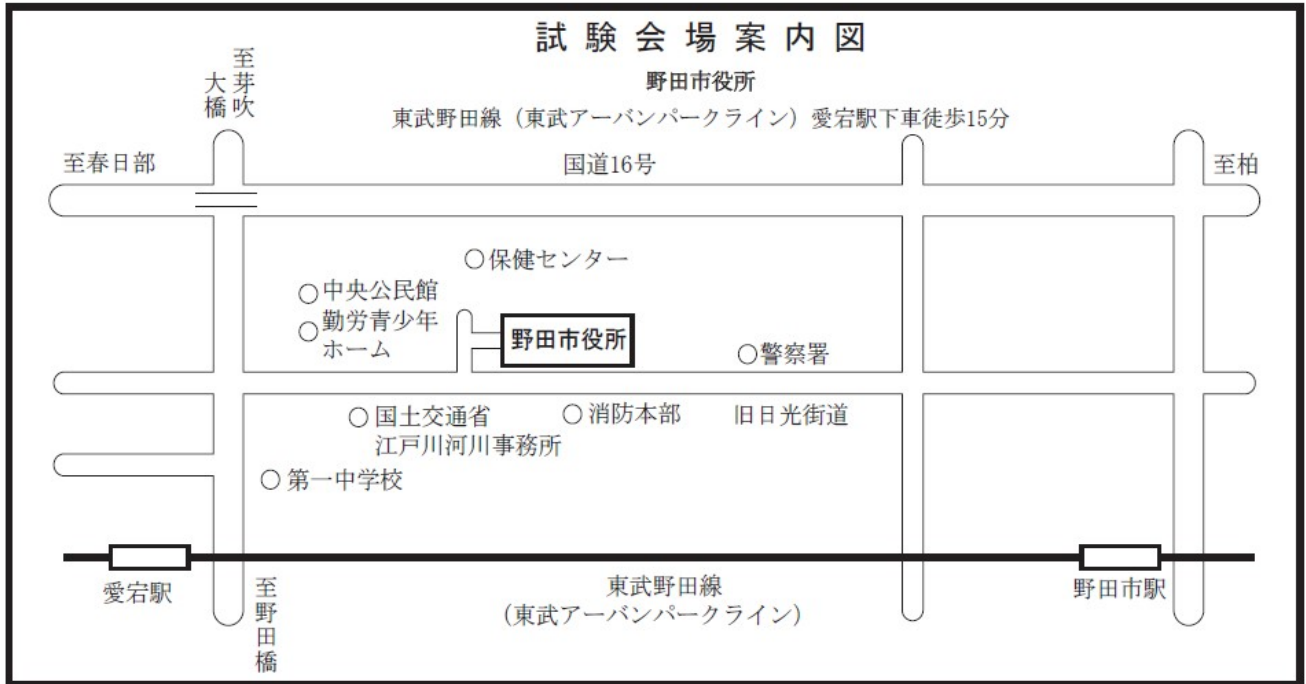 試験会場案内図
野田市役所
東武野田線（東武アーバンパークライン）愛宕駅下車徒歩15分
至芽吹
大橋
至春日部
国道16号
至柏
○保健センター
○中央公民館
○勤労青少年
ホーム
野田市役所
○警察署
○国土交通省
江戸川河川事務所
○消防本部
旧日光街道
○第一中学校
愛宕駅
至野田橋
東武野田線
（東武アーバンパークライン）
野田市駅